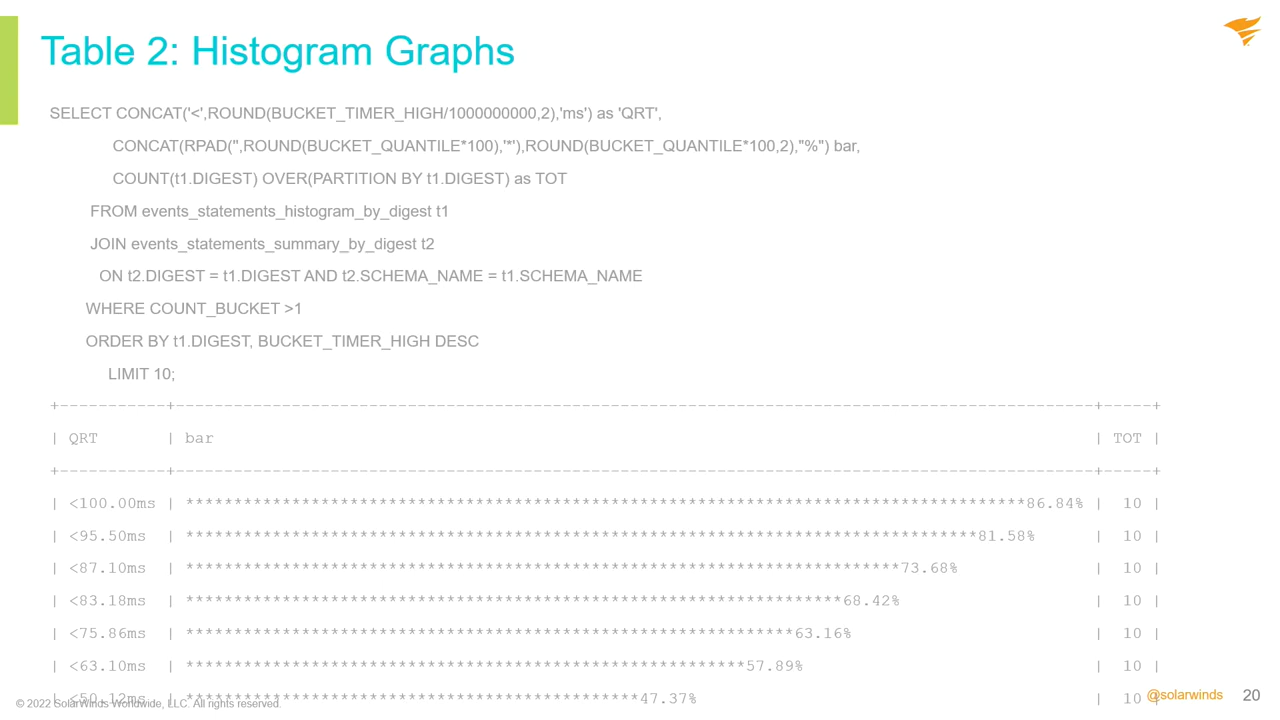 Table 2: Histogram Graphs
SELECT CONCAT('<',ROUND(BUCKET_TIMER_HIGH/1000000000,2),'ms') as 'QRT',
CONCAT(RPAD('',ROUND(BUCKET_QUANTILE*100),'*'),ROUND(BUCKET_QUANTILE*100,2),"%") bar,
COUNT(t1.DIGEST) OVER(PARTITION BY t1.DIGEST) as TOT
FROM events_statements_histogram_by_digest t1
JOIN events_statements_summary_by_digest t2
ON t2.DIGEST = t1.DIGEST AND t2.SCHEMA_NAME = t1.SCHEMA_NAME
WHERE COUNT_BUCKET >1
ORDER BY t1.DIGEST, BUCKET_TIMER_HIGH DESC
LIMIT 10;
+-----------+-----------------------------------------------------------------------------------------------+-----+
| QRT | bar | TOT |
+-----------+-----------------------------------------------------------------------------------------------+-----+
| <100.00ms | ***************************************************************************************86.84% | 10 |
| <95.50ms | **********************************************************************************81.58% | 10 |
| <87.10ms | **************************************************************************73.68% | 10 |
| <83.18ms | ********************************************************************68.42% | 10 |
| <75.86ms | ***************************************************************63.16% | 10 |
| <63.10ms | **********************************************************57.89% | 10 |
| <50.12ms | ***********************************************47.37% | 10 |
© 2022 SolarWinds Worldwide, LLC. All rights reserved.
@solarwinds 20